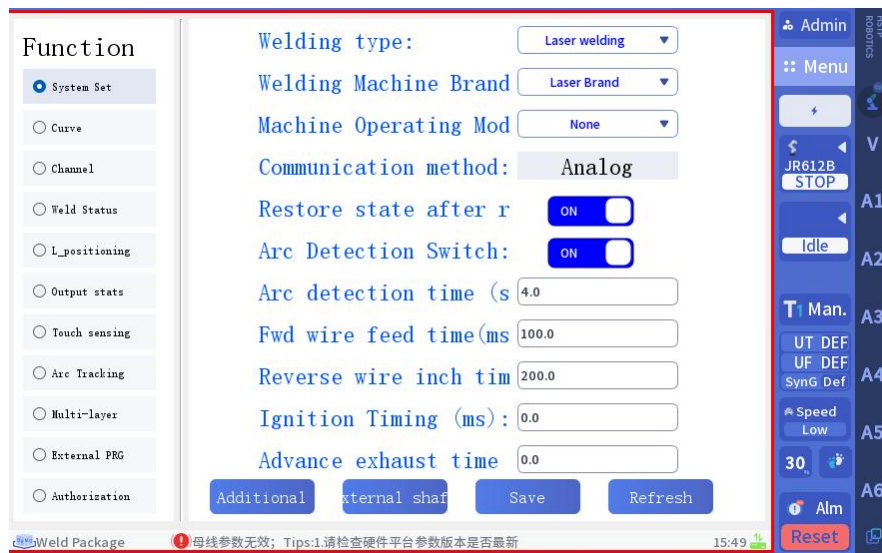 Function
System Set
Curve
Channel
Weld Status
L_positioning
Output stats
Touch sensing
Arc Tracking
Multi-layer
External PRG
Authorization
Welding type: Laser welding
Welding Machine Brand Laser Brand
Machine Operating Mod None
Communication method: Analog
Restore state after r ON
Arc Detection Switch: ON
Arc detection time (s 4.0
Fwd wire feed time(ms 100.0
Reverse wire inch tim 200.0
Ignition Timing (ms): 0.0
Advance exhaust time 0.0
Additional xternal shaf Save Refresh
Weld Package 母线参数无效；Tips:1.请检查硬件平台参数版本是否最新 15:49
Admin
Menu
S
JR612B
STOP
Idle
T1 Man.
UT DEF
UF DEF
SynG Def
Speed
Low
30 %
Alm
Reset
ROBOTICS
V
A1
A2
A3
A4
A5
A6